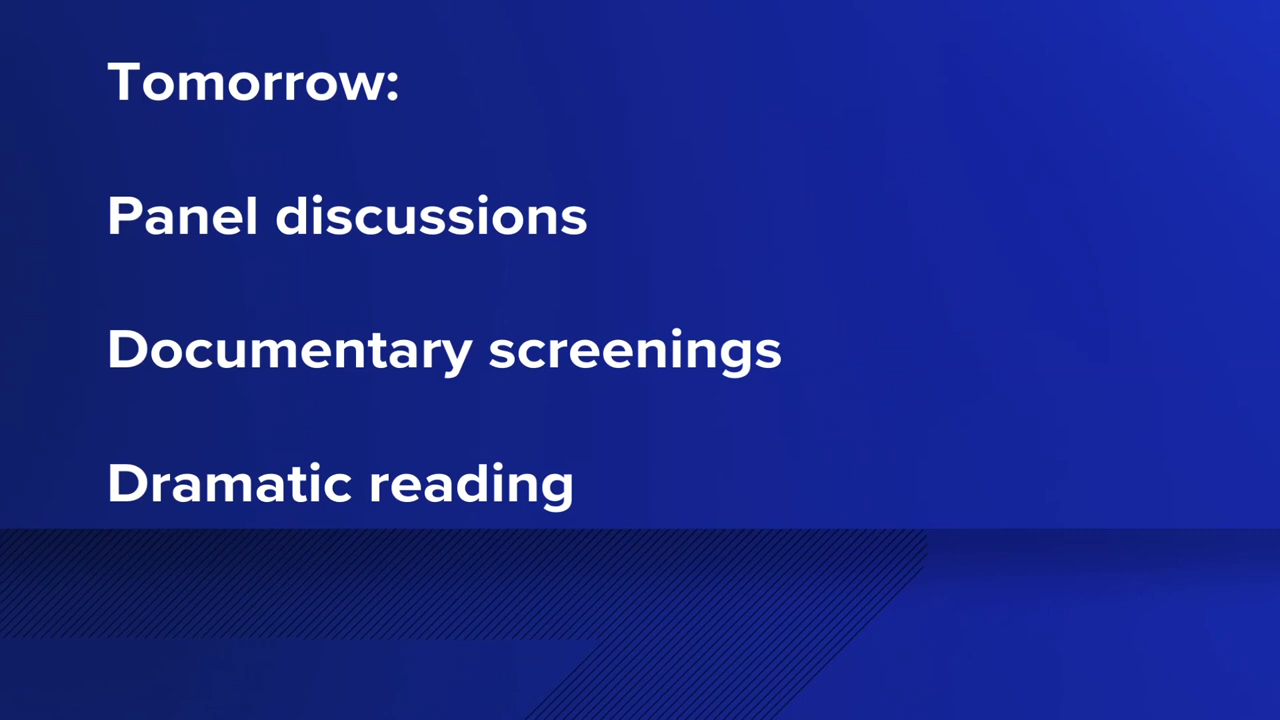 Tomorrow:
Panel discussions
Documentary screenings
Dramatic reading